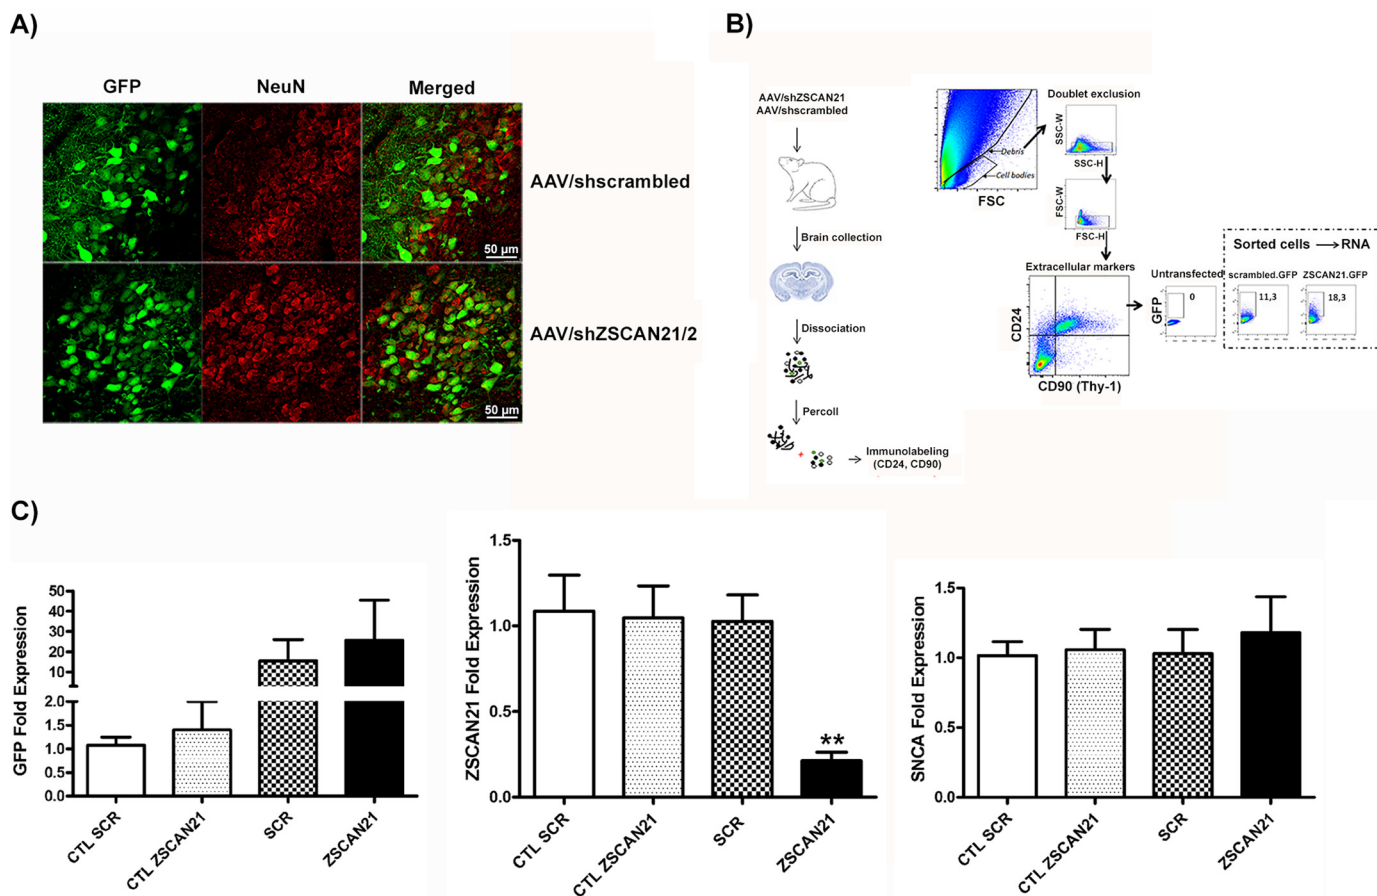 A)
GFP
NeuN
Merged
AAV/shscrambled
50 µm
AAV/shZSCAN21/2
50 µm
B)
AAV/shZSCAN21
AAV/shscrambled
Brain collection
Dissociation
Percoll
+
Immunolabeling
(CD24, CD90)
Debris
Cell bodies
FSC
Doublet exclusion
SSC-W
SSC-H
FSC-W
FSC-H
Extracellular markers
CD24
CD90 (Thy-1)
Untransfected
GFP
0
Sorted cells → RNA
scrambled.GFP
ZSCAN21.GFP
11,3
18,3
C)
GFP Fold Expression
50
40
30
20
10
2.0
1.5
1.0
0.5
0.0
CTL SCR
CTL ZSCAN21
SCR
ZSCAN21
ZSCAN21 Fold Expression
1.5
1.0
0.5
0.0
**
CTL SCR
CTL ZSCAN21
SCR
ZSCAN21
SNCA Fold Expression
1.5
1.0
0.5
0.0
CTL SCR
CTL ZSCAN21
SCR
ZSCAN21